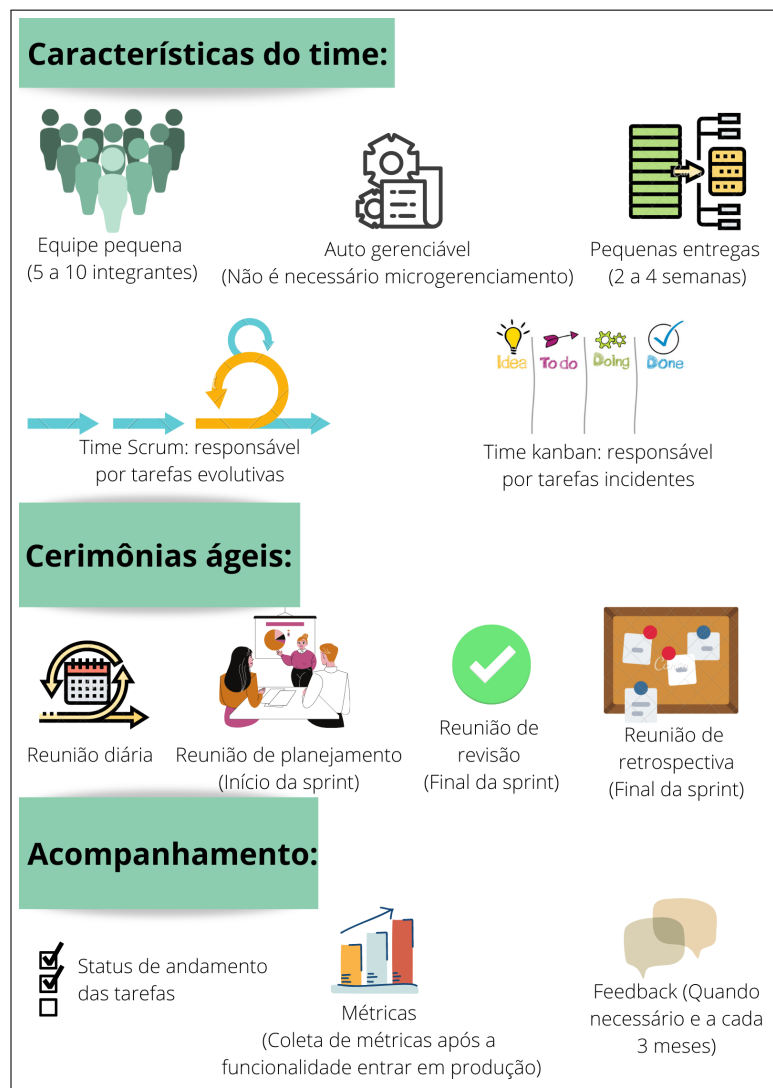 Características do time:
Equipe pequena
(5 a 10 integrantes)
Auto gerenciável
(Não é necessário microgerenciamento)
Pequenas entregas
(2 a 4 semanas)
Time Scrum: responsável
por tarefas evolutivas
Idea
To do
Doing
Done
Time kanban: responsável
por tarefas incidentes
Cerimônias ágeis:
Reunião diária
Reunião de planejamento
(Início da sprint)
Reunião de
revisão
(Final da sprint)
Reunião de
retrospectiva
(Final da sprint)
Acompanhamento:
Status de andamento
das tarefas
Métricas
(Coleta de métricas após a
funcionalidade entrar em produção)
Feedback (Quando
necessário e a cada
3 meses)